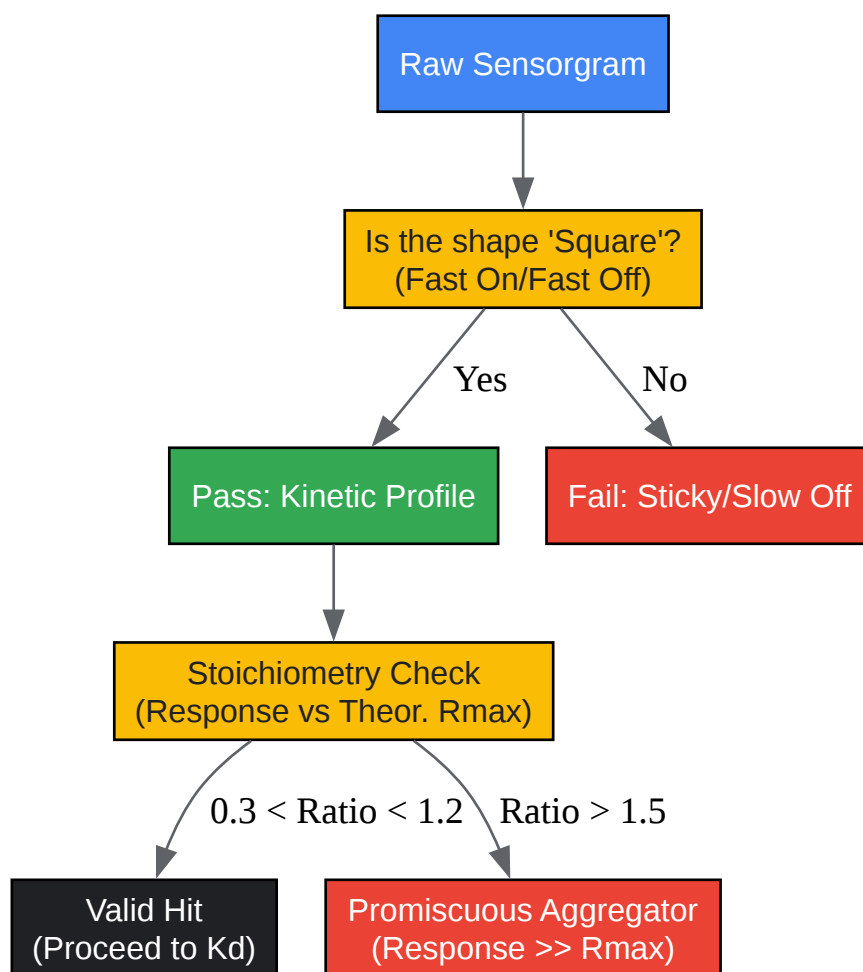 Raw Sensorgram
Is the shape 'Square'?
(Fast On/Fast Off)
Yes
No
Pass: Kinetic Profile
Fail: Sticky/Slow Off
Stoichiometry Check
(Response vs Theor. Rmax)
0.3 < Ratio < 1.2
Ratio > 1.5
Valid Hit
(Proceed to Kd)
Promiscuous Aggregator
(Response >> Rmax)